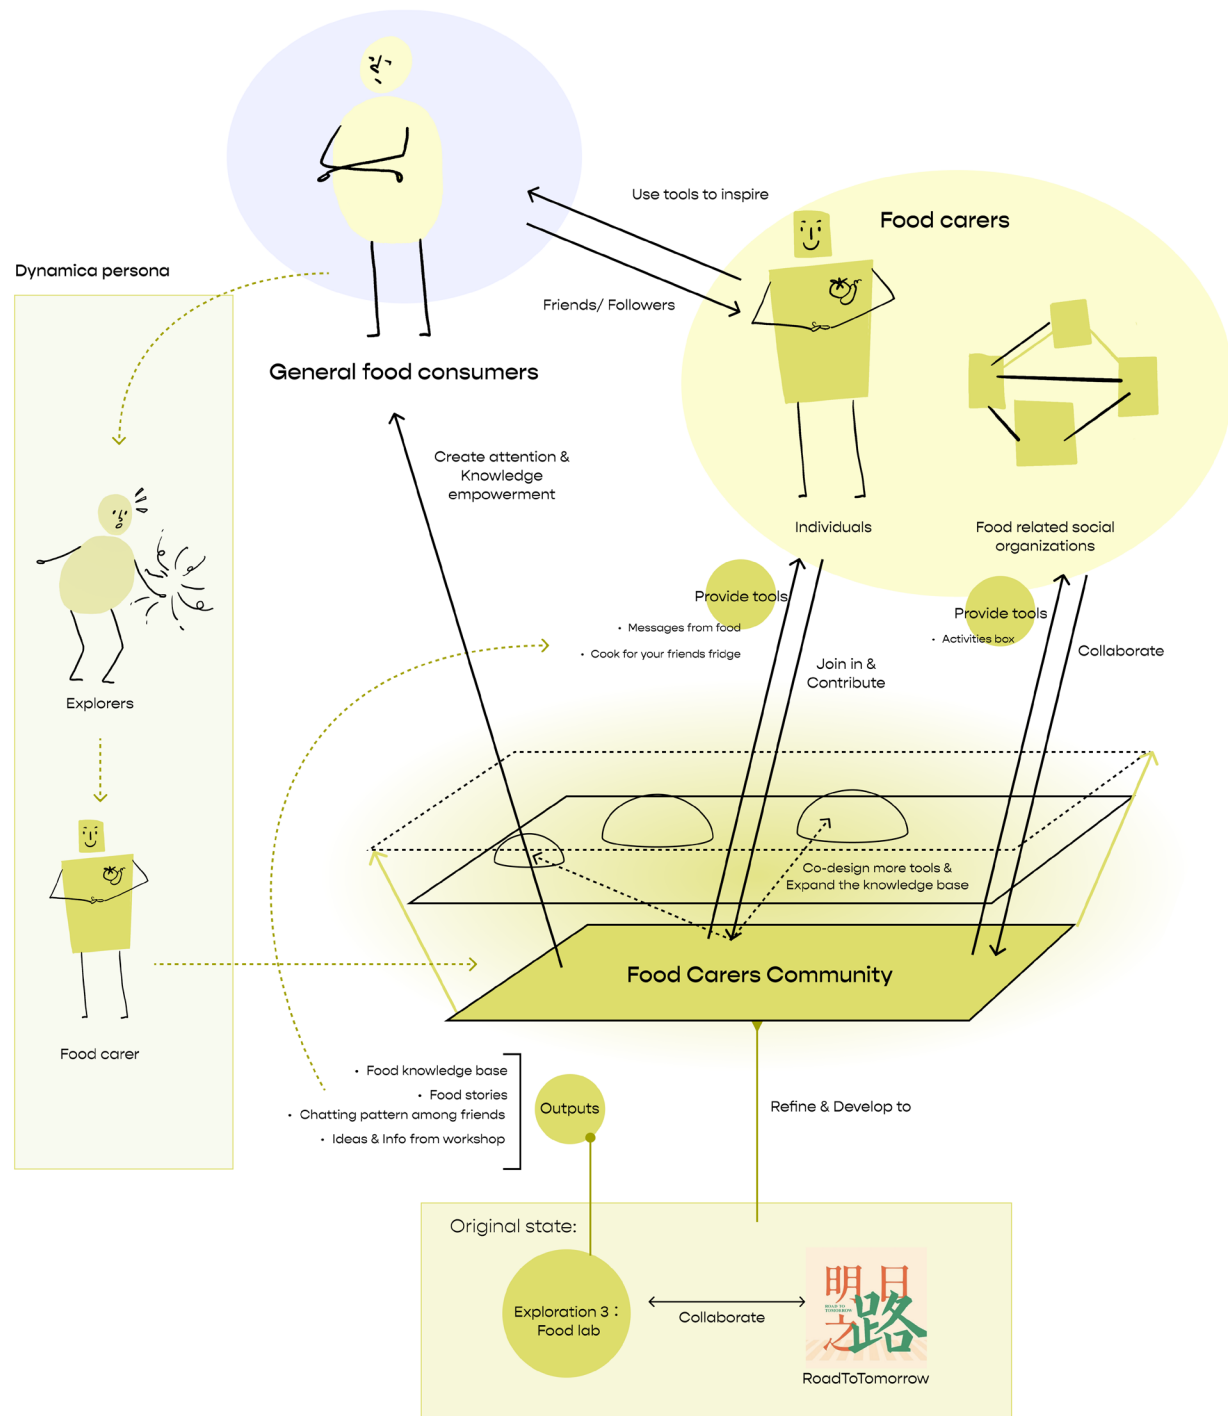 Use tools to inspire
Food carers
Dynamica persona
Friends/ Followers
General food consumers
Create attention &
Knowledge
empowerment
Individuals
Food related social
organizations
Provide tools
• Messages from food
• Cook for your friends fridge
Provide tools
• Activities box
Join in &
Contribute
Collaborate
Explorers
Co-design more tools &
Expand the knowledge base
Food Carers Community
Food carer
• Food knowledge base
• Food stories
• Chatting pattern among friends
• Ideas & Info from workshop
Outputs
Refine & Develop to
Original state:
Exploration 3：
Food lab
Collaborate
明日
ROAD TO
TOMORROW
之路
RoadToTomorrow